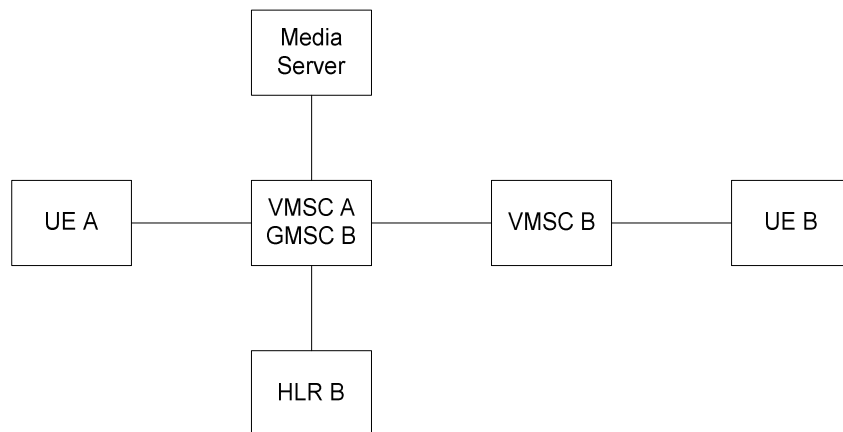 Media
Server
UE A
VMSC A
GMSC B
VMSC B
UE B
HLR B